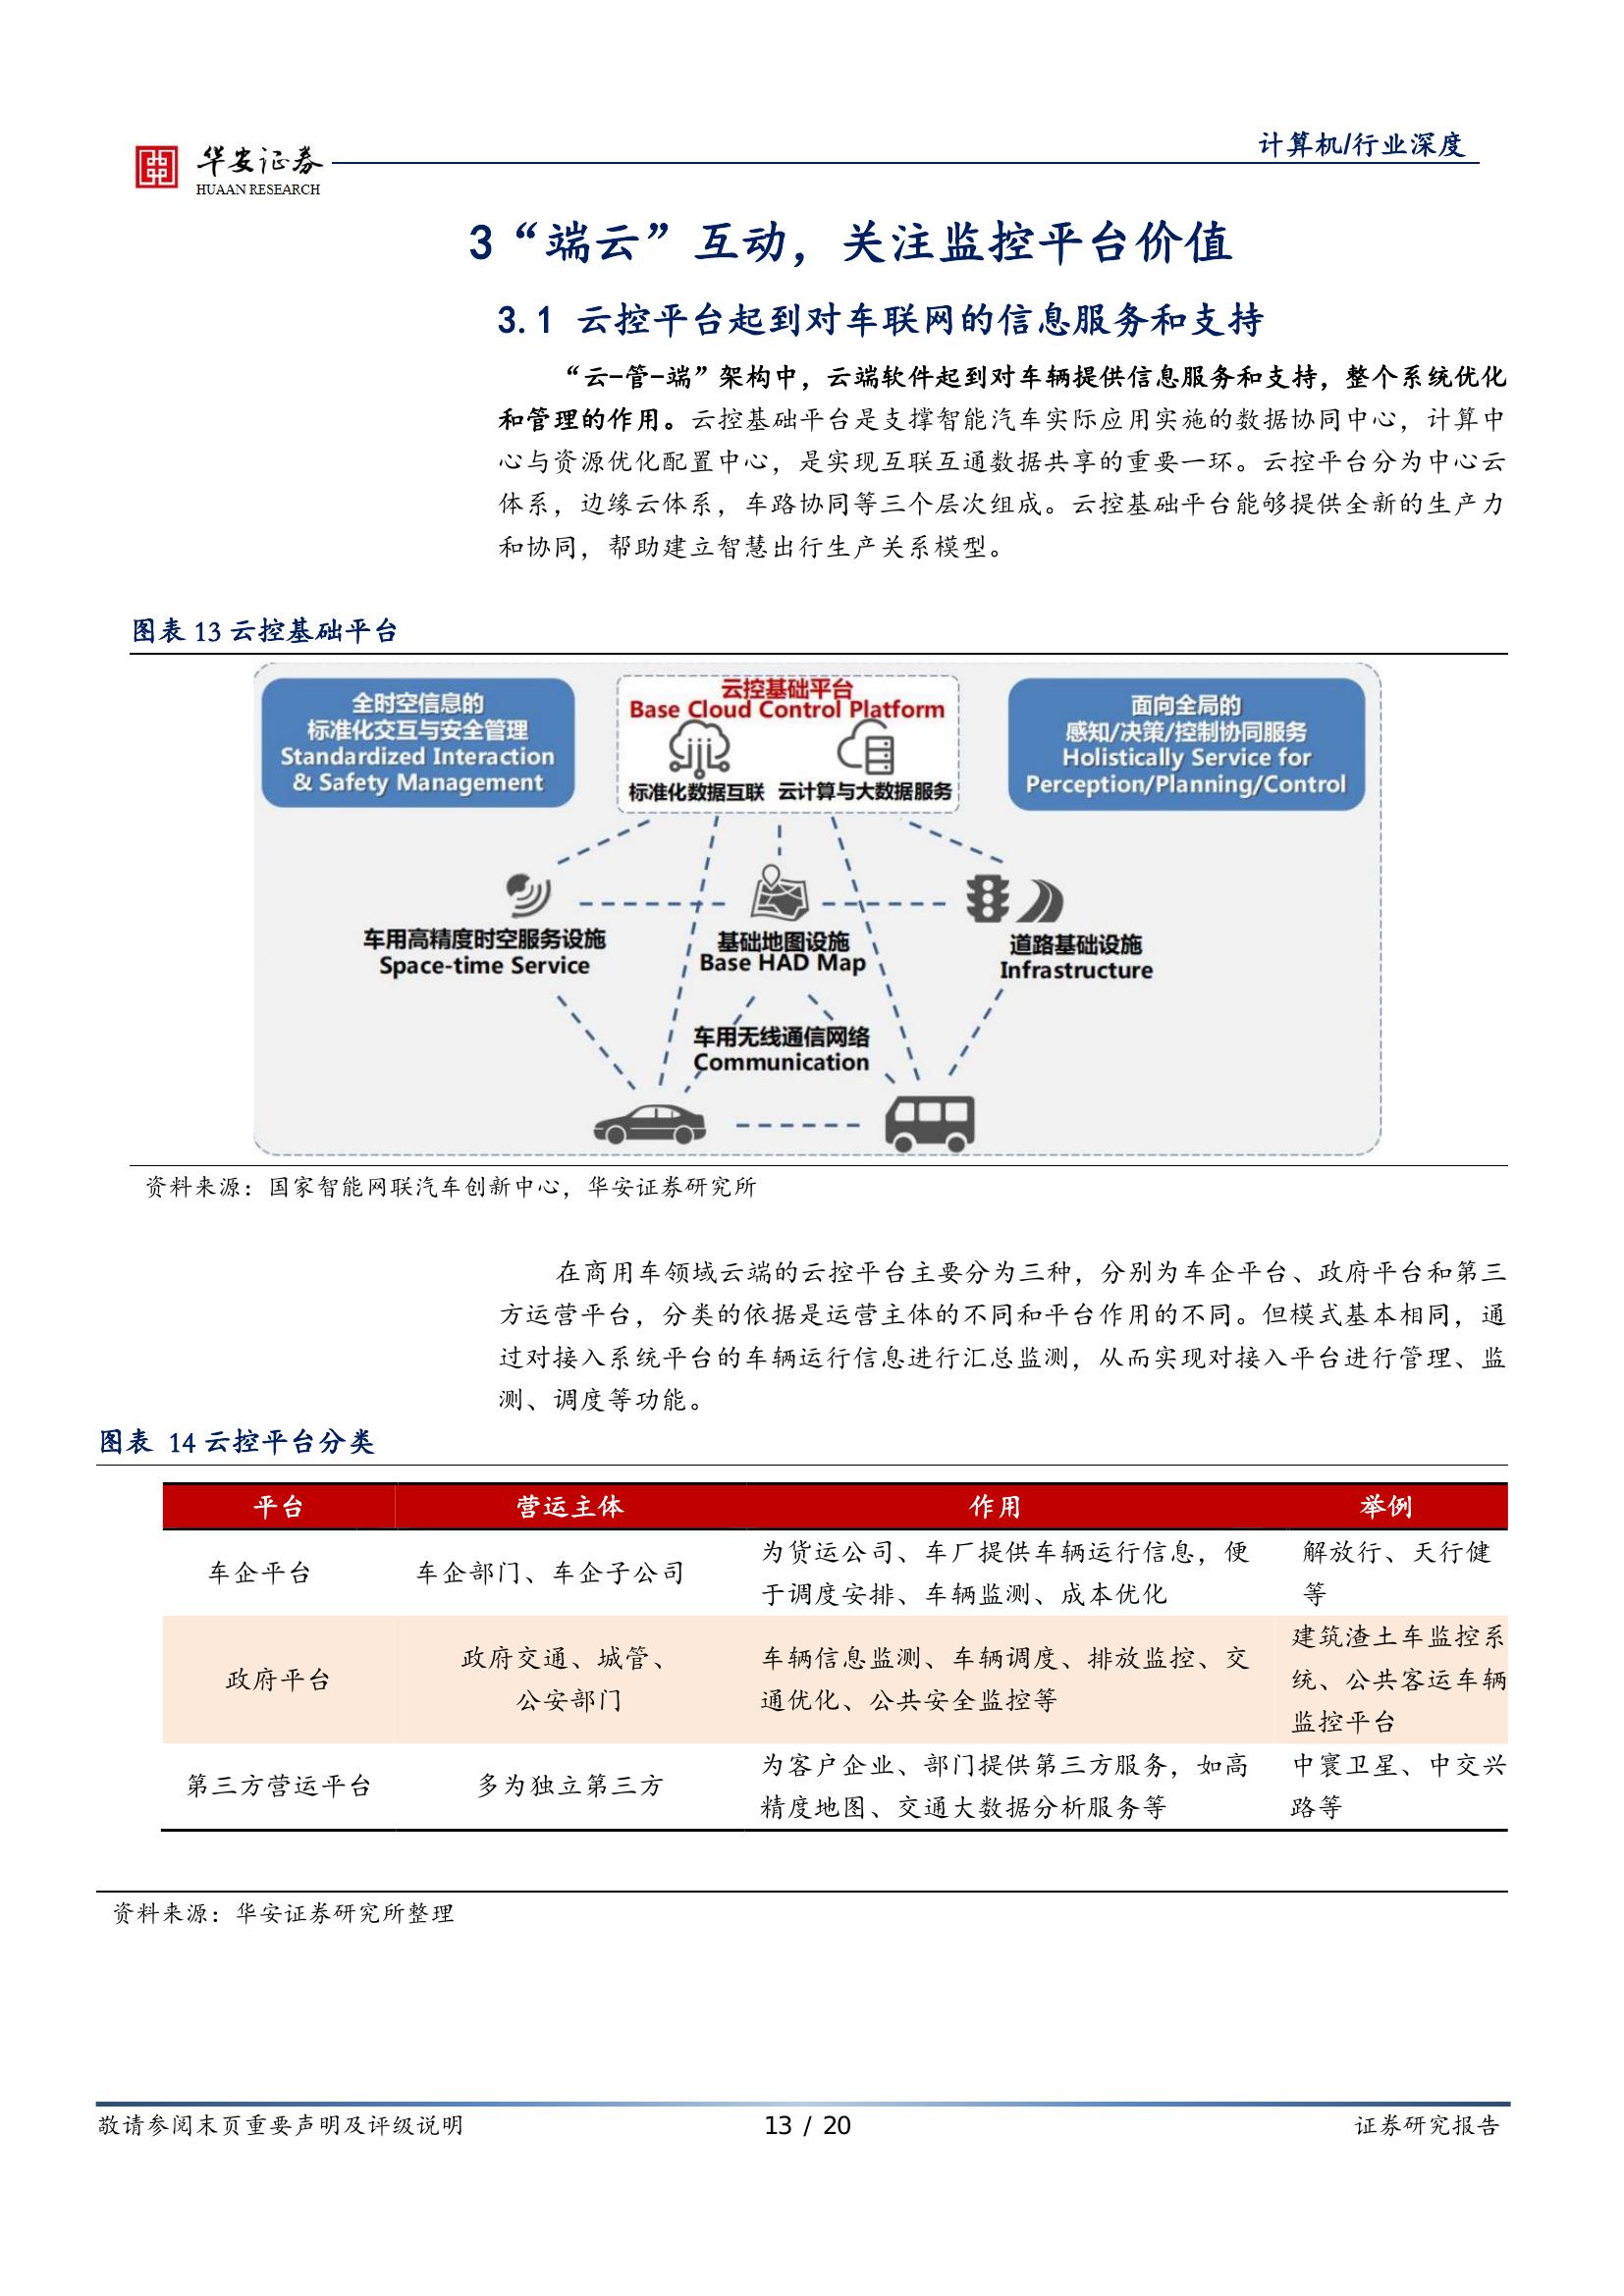 华安证券
HUAAN RESEARCH
计算机/行业深度
3“端云”互动，关注监控平台价值
3.1 云控平台起到对车联网的信息服务和支持
“云-管-端”架构中，云端软件起到对车辆提供信息服务和支持，整个系统优化
和管理的作用。云控基础平台是支撑智能汽车实际应用实施的数据协同中心，计算中
心与资源优化配置中心，是实现互联互通数据共享的重要一环。云控平台分为中心云
体系，边缘云体系，车路协同等三个层次组成。云控基础平台能够提供全新的生产力
和协同，帮助建立智慧出行生产关系模型。
图表 13 云控基础平台
全时空信息的
标准化交互与安全管理
Standardized Interaction
& Safety Management
云控基础平台
Base Cloud Control Platform
标准化数据互联 云计算与大数据服务
面向全局的
感知/决策/控制协同服务
Holistically Service for
Perception/Planning/Control
车用高精度时空服务设施
Space-time Service
基础地图设施
Base HAD Map
道路基础设施
Infrastructure
车用无线通信网络
Communication
资料来源：国家智能网联汽车创新中心，华安证券研究所
在商用车领域云端的云控平台主要分为三种，分别为车企平台、政府平台和第三
方运营平台，分类的依据是运营主体的不同和平台作用的不同。但模式基本相同，通
过对接入系统平台的车辆运行信息进行汇总监测，从而实现对接入平台进行管理、监
测、调度等功能。
图表 14 云控平台分类
平台 营运主体 作用 举例
车企平台
车企部门、车企子公司
为货运公司、车厂提供车辆运行信息，便
于调度安排、车辆监测、成本优化
解放行、天行健
等
政府平台
政府交通、城管、
公安部门
车辆信息监测、车辆调度、排放监控、交
通优化、公共安全监控等
建筑渣土车监控系
统、公共客运车辆
监控平台
第三方营运平台
多为独立第三方
为客户企业、部门提供第三方服务，如高
精度地图、交通大数据分析服务等
中寰卫星、中交兴
路等
资料来源：华安证券研究所整理
敬请参阅末页重要声明及评级说明
13 / 20
证券研究报告